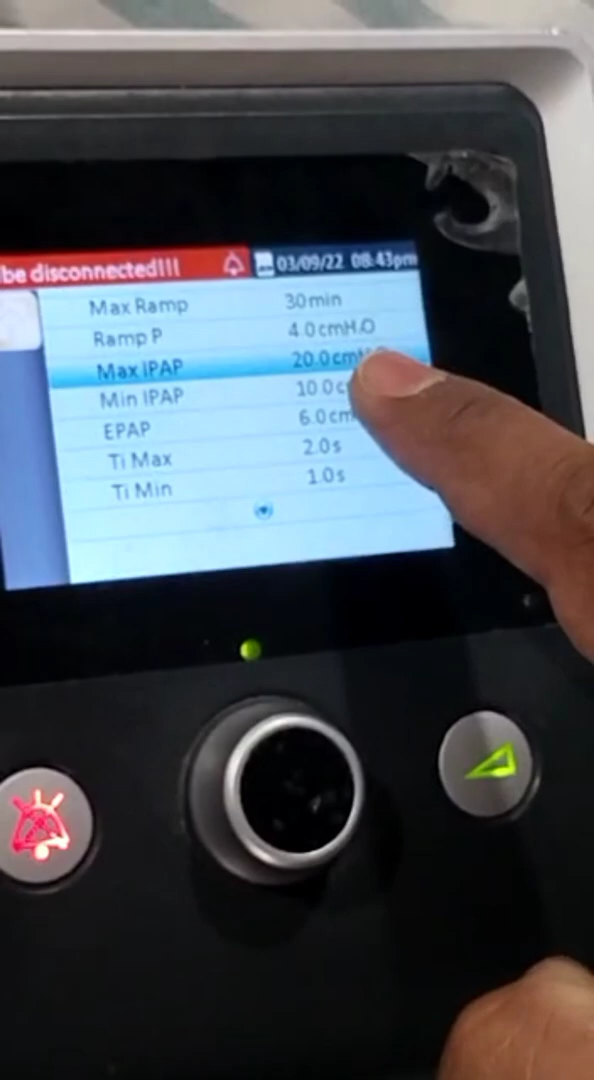 be disconnected!!! 03/09/22 08:43pm
Max Ramp 30min
Ramp P 4.0cmH₂O
Max IPAP 20.0cmH
Min IPAP 10.0c
EPAP 6.0cm
Ti Max 2.0s
Ti Min 1.0s